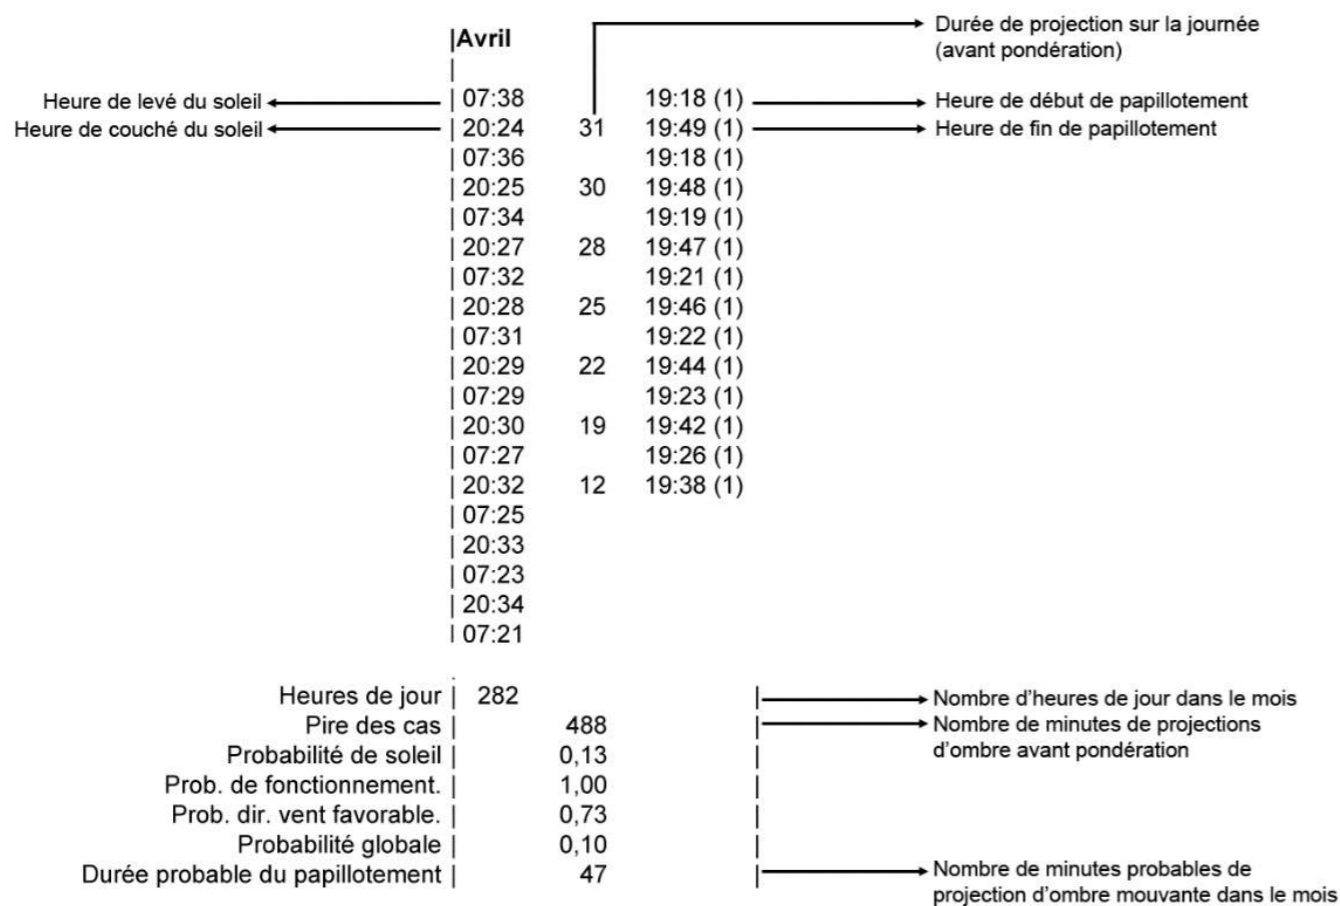 |Avril
Durée de projection sur la journée
(avant pondération)
|
Heure de levé du soleil | 07:38 19:18 (1) Heure de début de papillotement
Heure de couché du soleil | 20:24 31 19:49 (1) Heure de fin de papillotement
| 07:36 19:18 (1)
| 20:25 30 19:48 (1)
| 07:34 19:19 (1)
| 20:27 28 19:47 (1)
| 07:32 19:21 (1)
| 20:28 25 19:46 (1)
| 07:31 19:22 (1)
| 20:29 22 19:44 (1)
| 07:29 19:23 (1)
| 20:30 19 19:42 (1)
| 07:27 19:26 (1)
| 20:32 12 19:38 (1)
| 07:25
| 20:33
| 07:23
| 20:34
| 07:21
Heures de jour | 282 | Nombre d'heures de jour dans le mois
Pire des cas | 488 | Nombre de minutes de projections
d'ombre avant pondération
Probabilité de soleil | 0,13 |
Prob. de fonctionnement. | 1,00 |
Prob. dir. vent favorable. | 0,73 |
Probabilité globale | 0,10 |
Durée probable du papillotement | 47 | Nombre de minutes probables de
projection d'ombre mouvante dans le mois